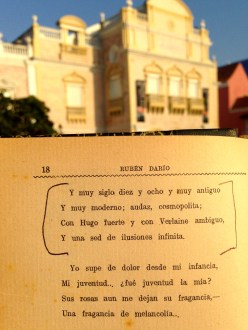 18 RUBÉN DARÍO
Y muy siglo diez y ocho y muy antiguo
Y muy moderno; audaz, cosmopolita;
Con Hugo fuerte y con Verlaine ambiguo,
Y una sed de ilusiones infinita.
Yo supe de dolor desde mi infancia,
Mi juventud... ¿fué juventud la mía?
Sus rosas aun me dejan su fragancia,—
Una fragancia de melancolía..